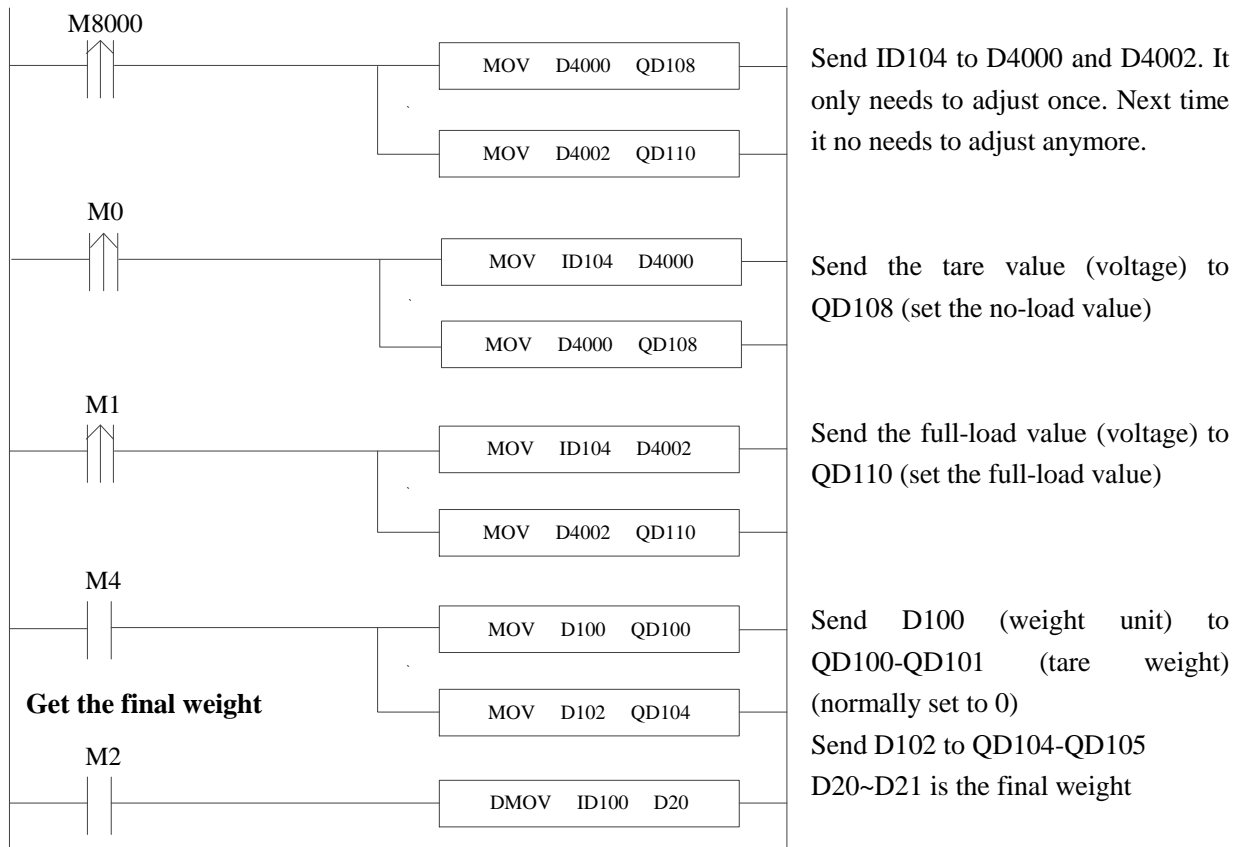 M8000
MOV D4000 QD108
MOV D4002 QD110
Send ID104 to D4000 and D4002. It
only needs to adjust once. Next time
it no needs to adjust anymore.
M0
MOV ID104 D4000
MOV D4000 QD108
Send the tare value (voltage) to
QD108 (set the no-load value)
M1
MOV ID104 D4002
MOV D4002 QD110
Send the full-load value (voltage) to
QD110 (set the full-load value)
M4
MOV D100 QD100
MOV D102 QD104
Get the final weight
Send D100 (weight unit) to
QD100-QD101 (tare weight)
(normally set to 0)
Send D102 to QD104-QD105
D20~D21 is the final weight
M2
DMOV ID100 D20